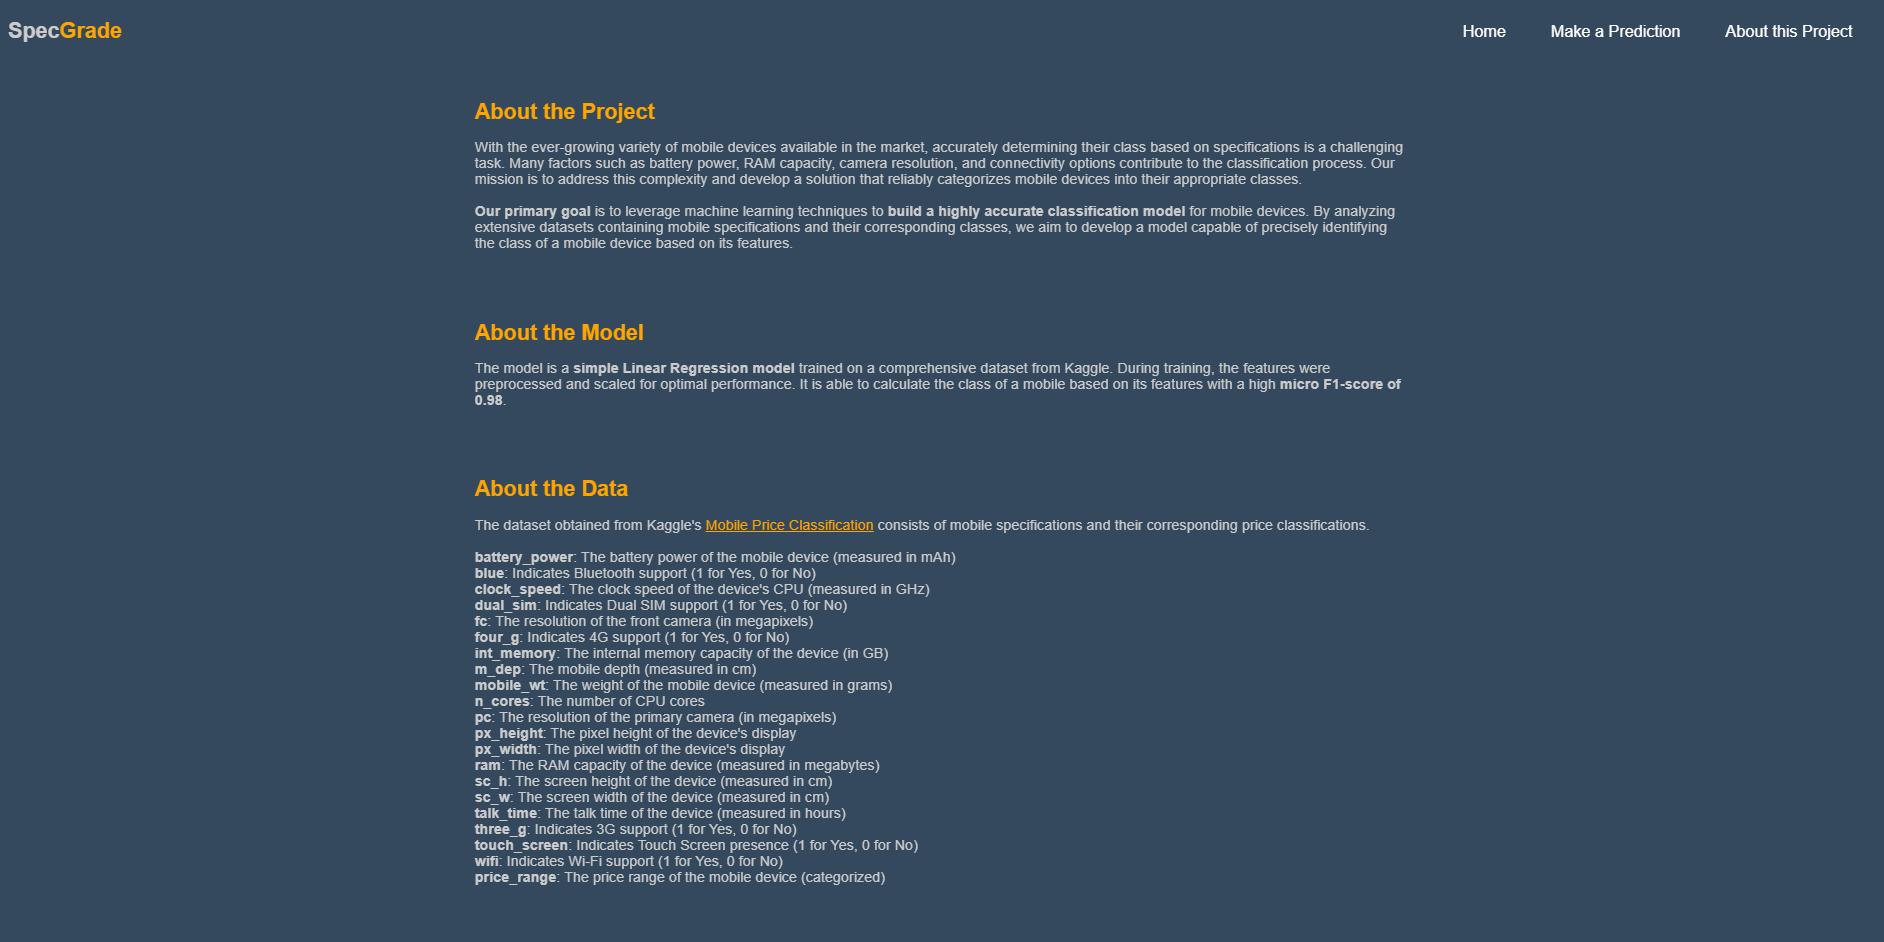 SpecGrade
Home
Make a Prediction
About this Project
About the Project
With the ever-growing variety of mobile devices available in the market, accurately determining their class based on specifications is a challenging
task. Many factors such as battery power, RAM capacity, camera resolution, and connectivity options contribute to the classification process. Our
mission is to address this complexity and develop a solution that reliably categorizes mobile devices into their appropriate classes.
Our primary goal is to leverage machine learning techniques to build a highly accurate classification model for mobile devices. By analyzing
extensive datasets containing mobile specifications and their corresponding classes, we aim to develop a model capable of precisely identifying
the class of a mobile device based on its features.
About the Model
The model is a simple Linear Regression model trained on a comprehensive dataset from Kaggle. During training, the features were
preprocessed and scaled for optimal performance. It is able to calculate the class of a mobile based on its features with a high micro F1-score of
0.98.
About the Data
The dataset obtained from Kaggle's Mobile Price Classification consists of mobile specifications and their corresponding price classifications.
battery_power: The battery power of the mobile device (measured in mAh)
blue: Indicates Bluetooth support (1 for Yes, 0 for No)
clock_speed: The clock speed of the device's CPU (measured in GHz)
dual_sim: Indicates Dual SIM support (1 for Yes, 0 for No)
fc: The resolution of the front camera (in megapixels)
four_g: Indicates 4G support (1 for Yes, 0 for No)
int_memory: The internal memory capacity of the device (in GB)
m_dep: The mobile depth (measured in cm)
mobile_wt: The weight of the mobile device (measured in grams)
n_cores: The number of CPU cores
pc: The resolution of the primary camera (in megapixels)
px_height: The pixel height of the device's display
px_width: The pixel width of the device's display
ram: The RAM capacity of the device (measured in megabytes)
sc_h: The screen height of the device (measured in cm)
sc_w: The screen width of the device (measured in cm)
talk_time: The talk time of the device (measured in hours)
three_g: Indicates 3G support (1 for Yes, 0 for No)
touch_screen: Indicates Touch Screen presence (1 for Yes, 0 for No)
wifi: Indicates Wi-Fi support (1 for Yes, 0 for No)
price_range: The price range of the mobile device (categorized)